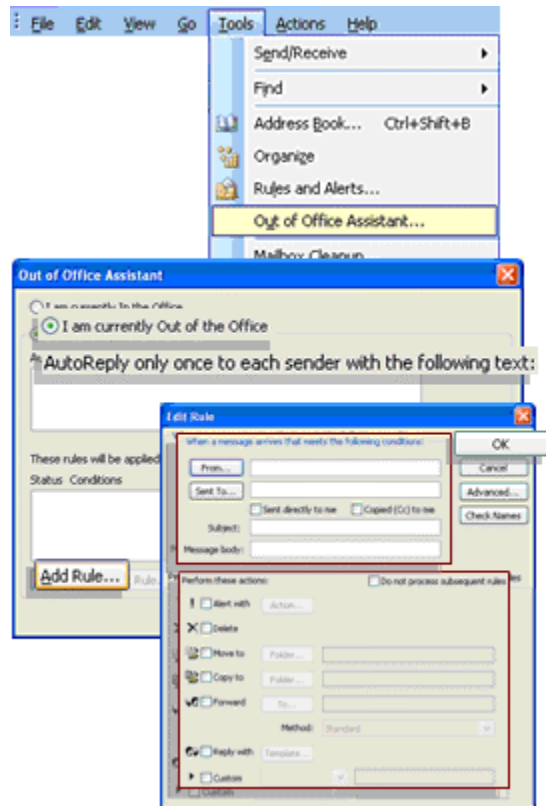 File Edit View Go Tools Actions Help
Send/Receive
Find
Address Book... Ctrl+Shift+B
Organize
Rules and Alerts...
Out of Office Assistant...
Mailbox Cleanup...
Out of Office Assistant
I am currently In the Office
I am currently Out of the Office
AutoReply only once to each sender with the following text:
Edit Rule
When a message arrives that meets the following conditions:
OK
From...
Cancel
These rules will be applied
Sent To...
Advanced...
Status Conditions
Sent directly to me Copied (Cc) to me
Check Names
Subject:
Message body:
Add Rule...
Rule...
Perform these actions:
Do not process subsequent rules
Alert with Action...
Delete
Move to Folder...
Copy to Folder...
Forward To...
Method: Standard
Reply with Template...
Custom
Custom